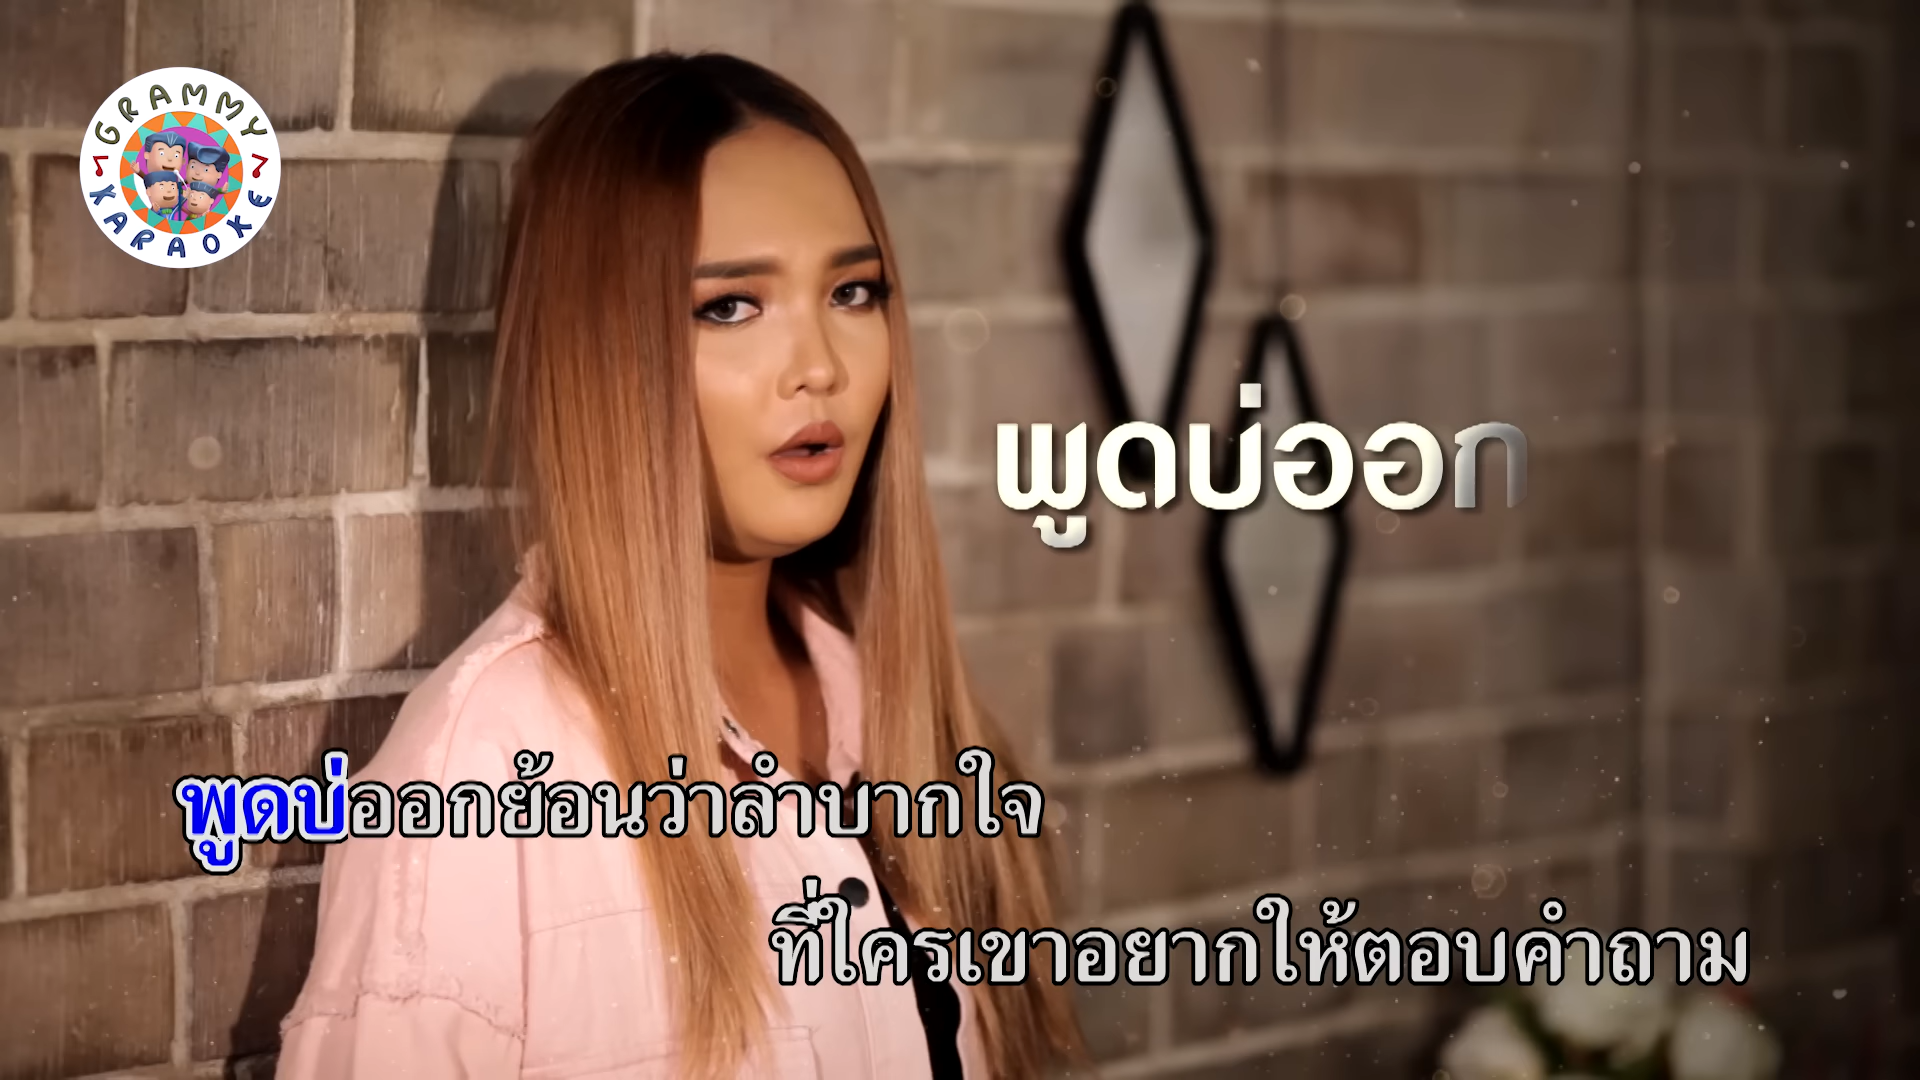 GRAMMY
KARAOKE
พูดบ่ออก
พูดบ่ออกย้อนว่าลำบากใจ
ที่ใครเขาอยากให้ตอบคำถาม